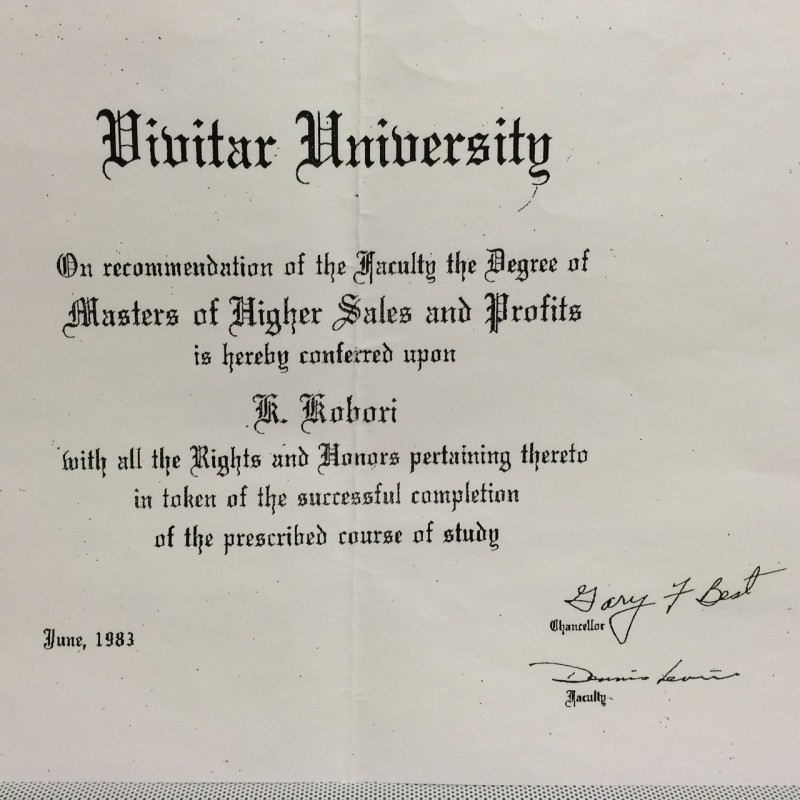 Vivitar University
On recommendation of the Faculty the Degree of
Masters of Higher Sales and Profits
is hereby conferred upon
K. Kobori
with all the Rights and Honors pertaining thereto
in token of the successful completion
of the prescribed course of study
Gary F Best
Chancellor
June, 1983
Dennis Levin
Faculty